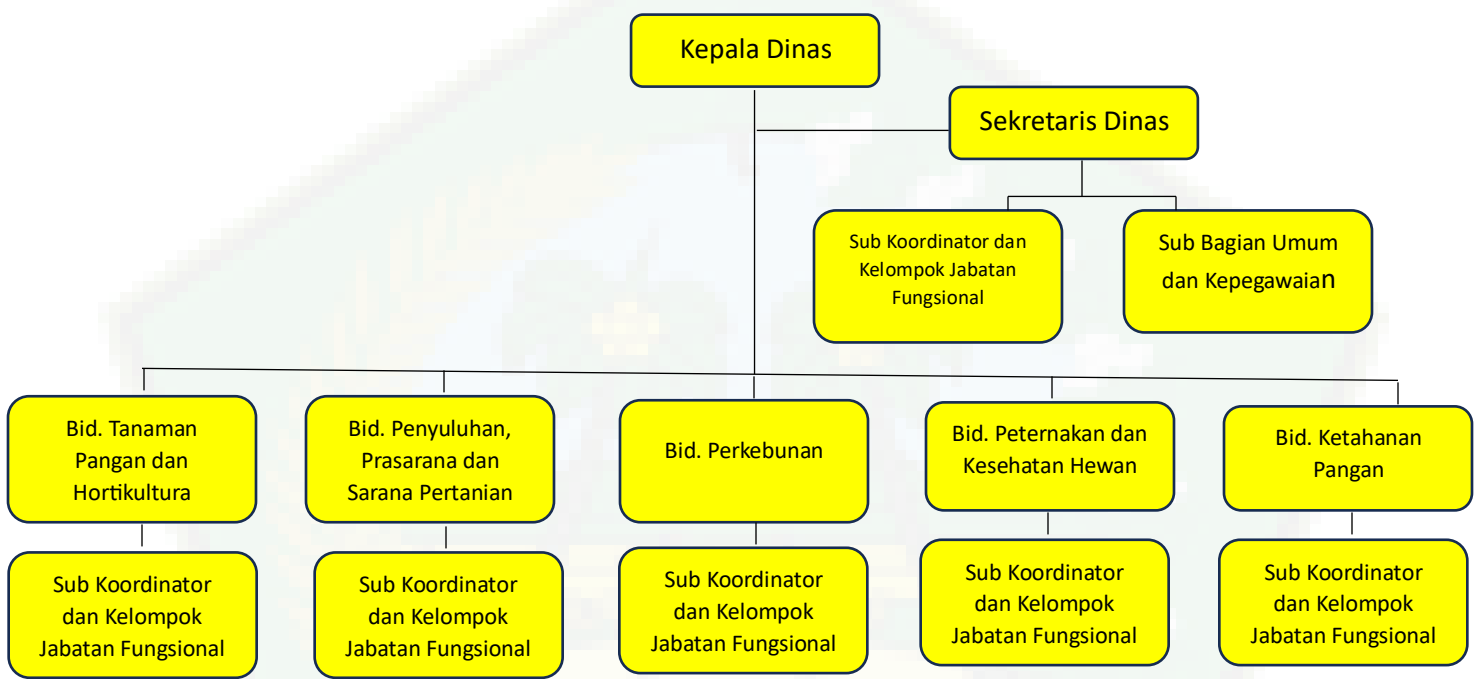 Kepala Dinas
Sekretaris Dinas
Sub Koordinator dan
Kelompok Jabatan
Fungsional
Sub Bagian Umum
dan Kepegawaian
Bid. Tanaman
Pangan dan
Hortikultura
Bid. Penyuluhan,
Prasarana dan
Sarana Pertanian
Bid. Perkebunan
Bid. Peternakan dan
Kesehatan Hewan
Bid. Ketahanan
Pangan
Sub Koordinator
dan Kelompok
Jabatan Fungsional
Sub Koordinator
dan Kelompok
Jabatan Fungsional
Sub Koordinator
dan Kelompok
Jabatan Fungsional
Sub Koordinator
dan Kelompok
Jabatan Fungsional
Sub Koordinator
dan Kelompok
Jabatan Fungsional